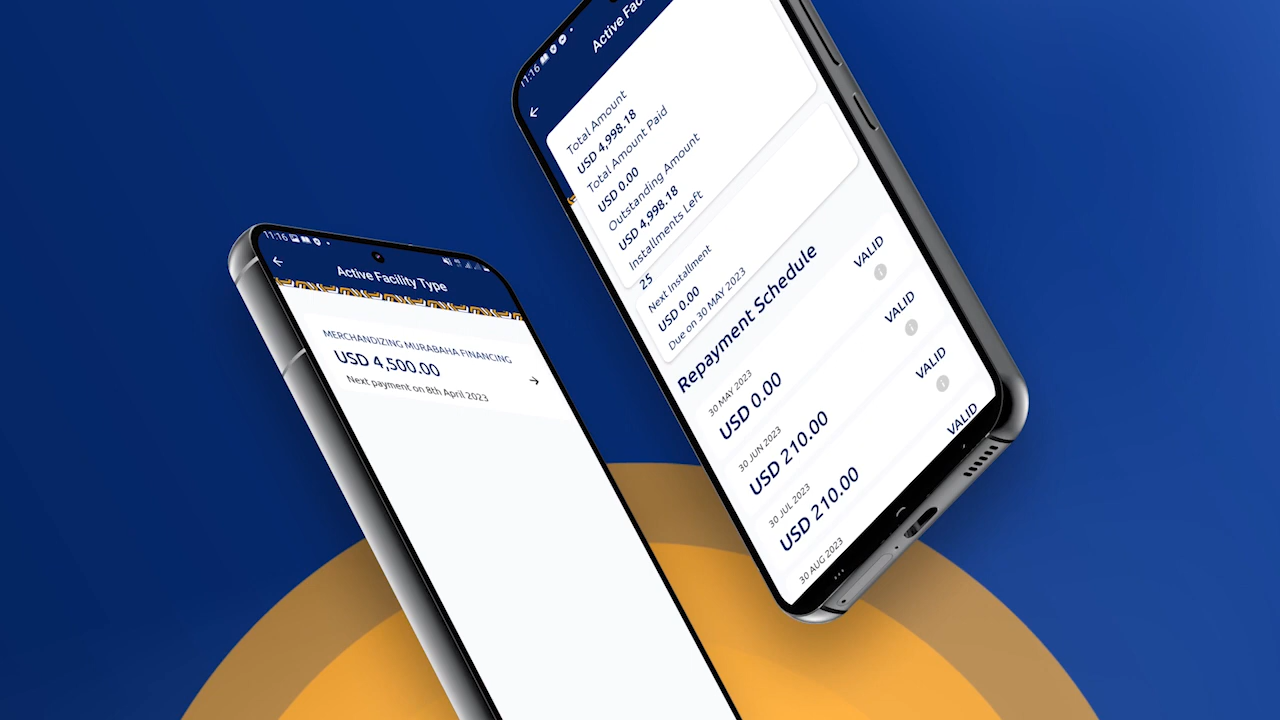 11:16
Active Facility Type
MERCHANDIZING MURABAHA FINANCING
USD 4,500.00
Next payment on 8th April 2023
11:16
Active Faci
Total Amount
USD 4,998.18
Total Amount Paid
USD 0.00
Outstanding Amount
USD 4,998.18
Installments Left
25
Next Installment
USD 0.00
Due on 30 MAY 2023
Repayment Schedule
30 MAY 2023
USD 0.00
VALID
30 JUN 2023
USD 210.00
VALID
30 JUL 2023
USD 210.00
VALID
30 AUG 2023
VALID